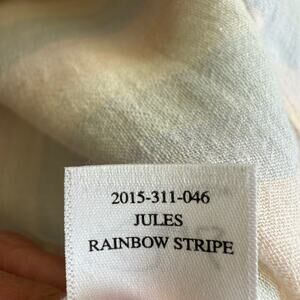 2015-311-046
JULES
RAINBOW STRIPE